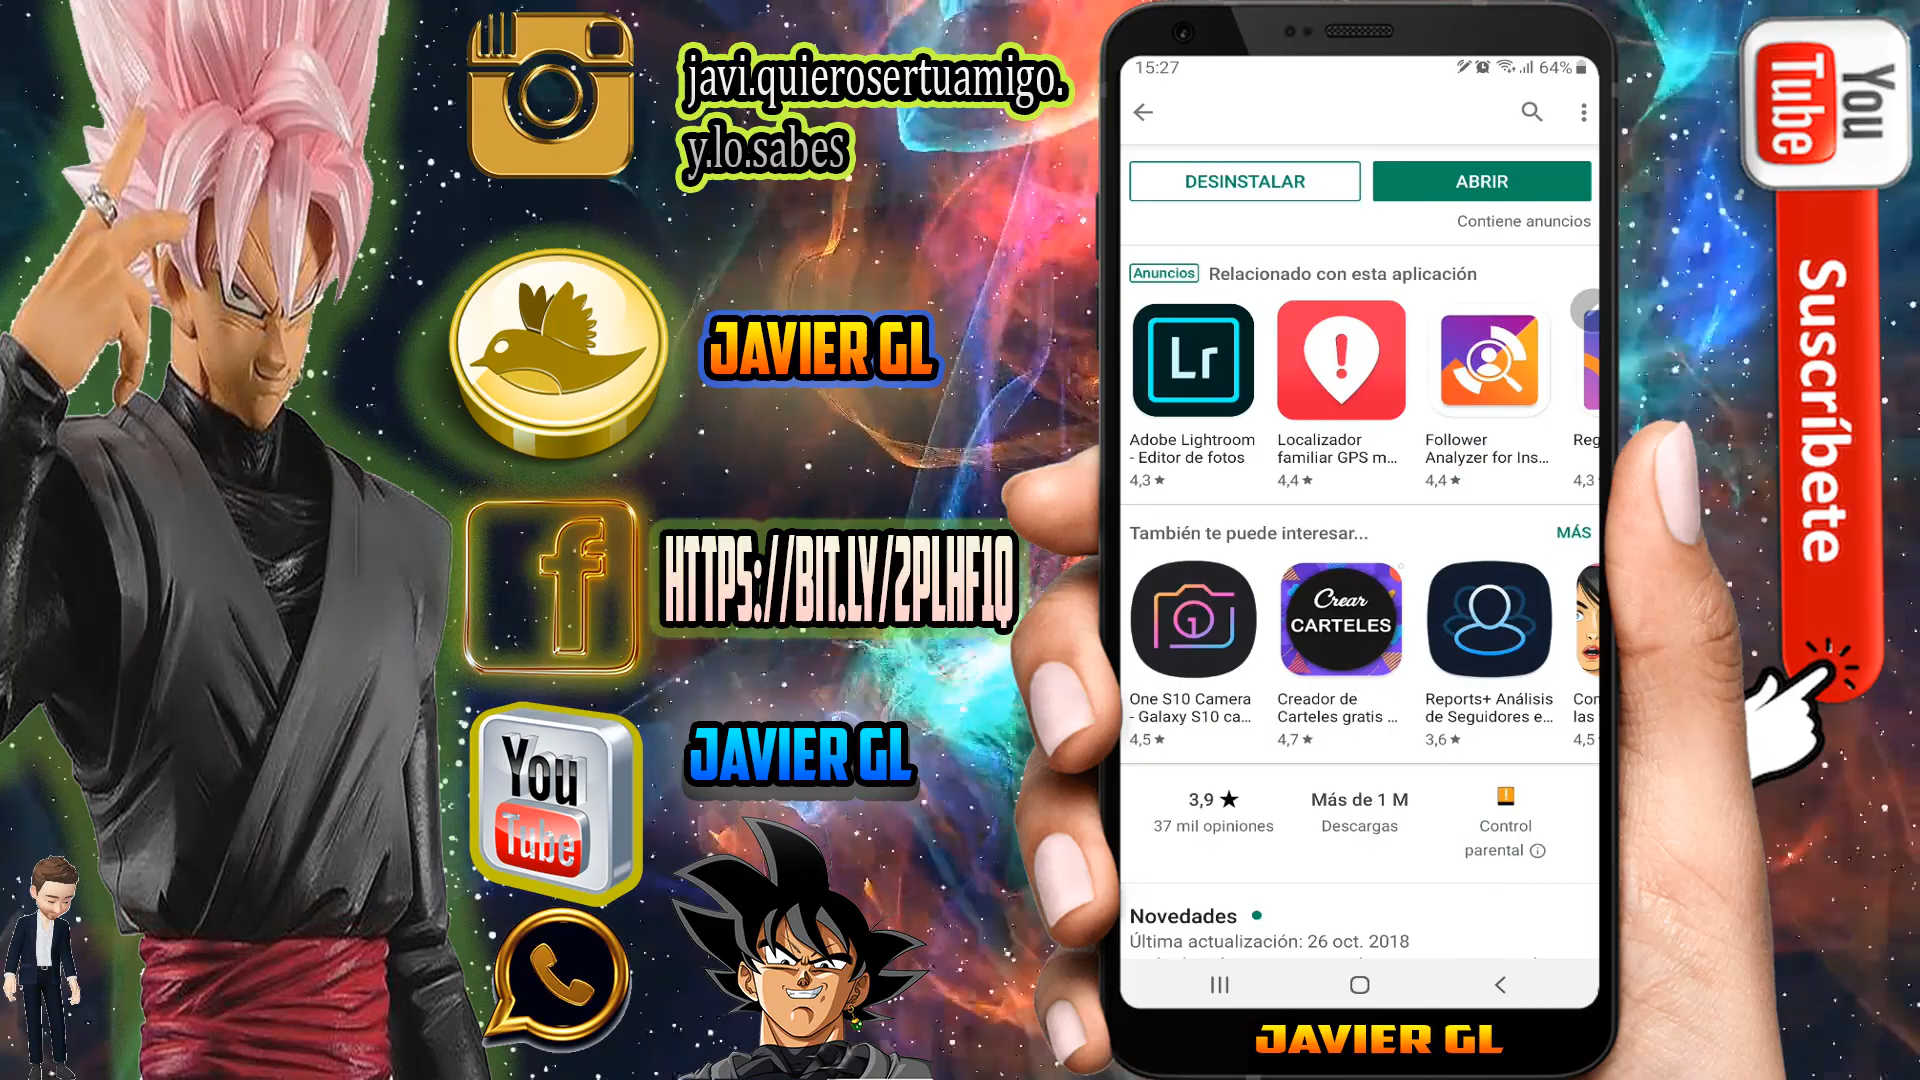 javi.quierosertuamigo.
y.lo.sabes
JAVIER GL
HTTPS://BIT.LY/2PLHF1Q
You
Tube
JAVIER GL
15:27
64%
DESINSTALAR
ABRIR
Contiene anuncios
Anuncios
Relacionado con esta aplicación
Lr
Adobe Lightroom
- Editor de fotos
4,3 ★
Localizador
familiar GPS m...
4,4 ★
Follower
Analyzer for Ins...
4,4 ★
Reg
4,3
También te puede interesar...
MÁS
Crear
CARTELES
One S10 Camera
- Galaxy S10 ca...
4,5 ★
Creador de
Carteles gratis ...
4,7 ★
Reports+ Análisis
de Seguidores e...
3,6 ★
Con
las
4,5
3,9 ★
37 mil opiniones
Más de 1 M
Descargas
Control
parental
Novedades
Última actualización: 26 oct. 2018
JAVIER GL
You
Tube
Suscríbete